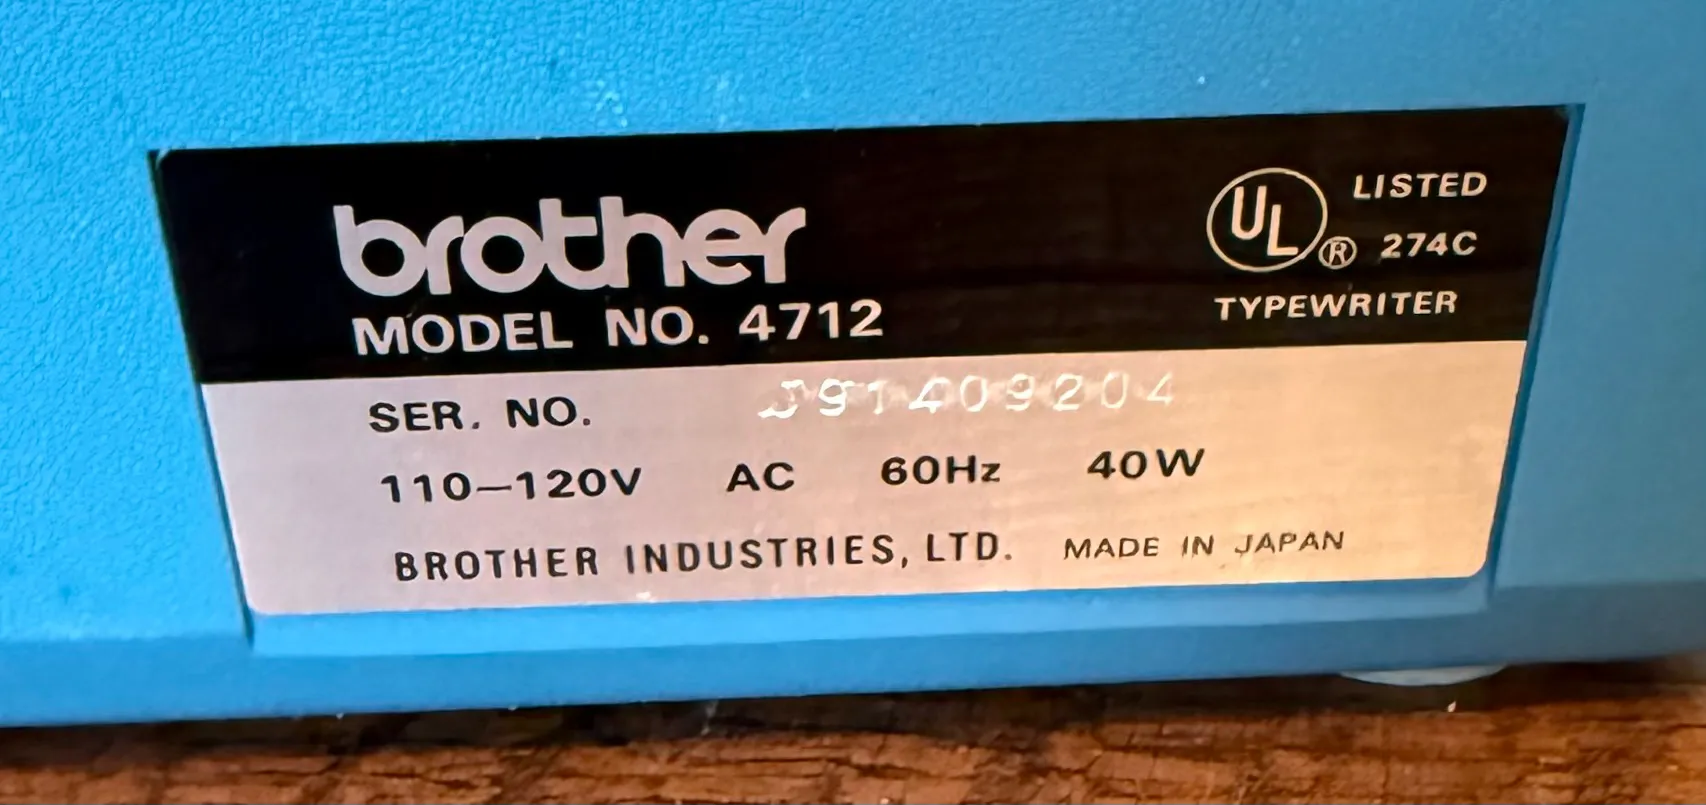 brother
MODEL NO. 4712
UL ® LISTED
274C
TYPEWRITER
SER. NO. J91409204
110–120V AC 60Hz 40W
BROTHER INDUSTRIES, LTD. MADE IN JAPAN